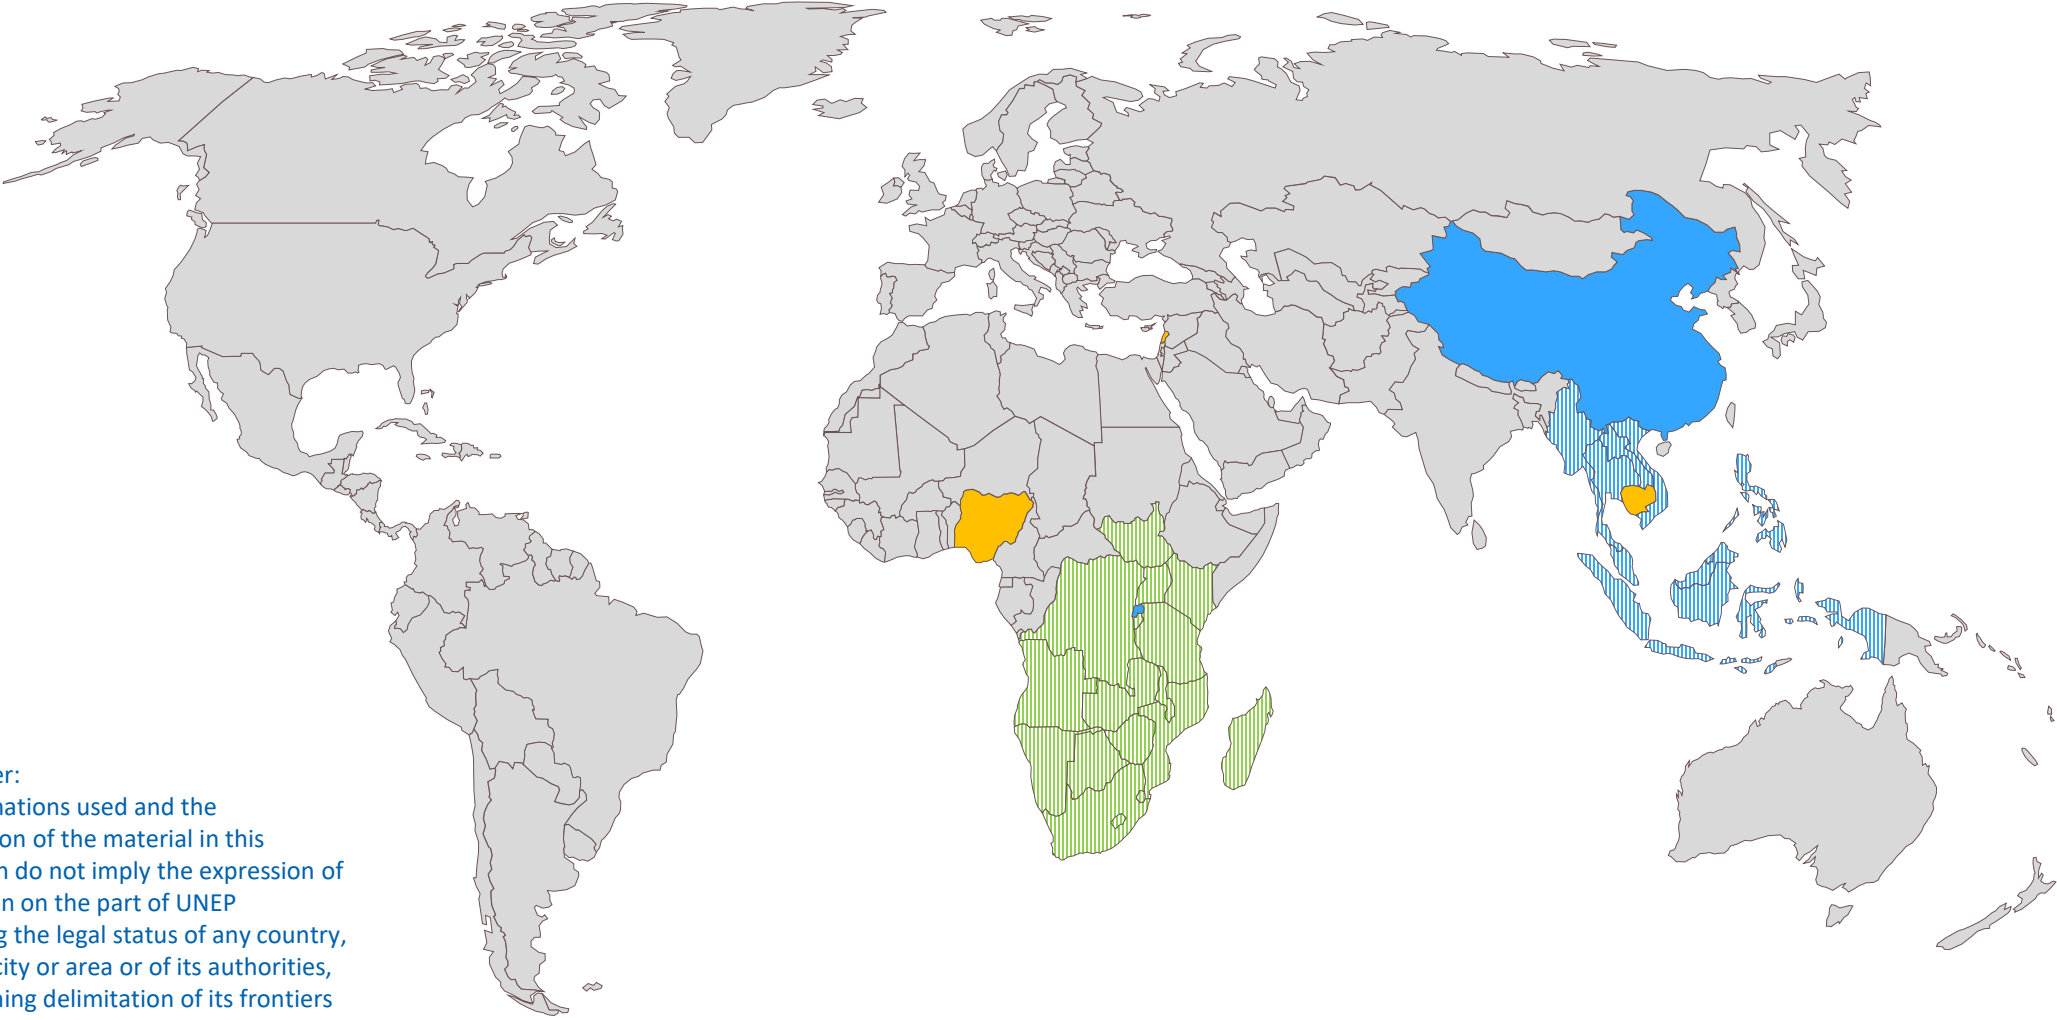 er:
nations used and the
on of the material in this
n do not imply the expression of
n on the part of UNEP
g the legal status of any country,
city or area or of its authorities,
ning delimitation of its frontiers